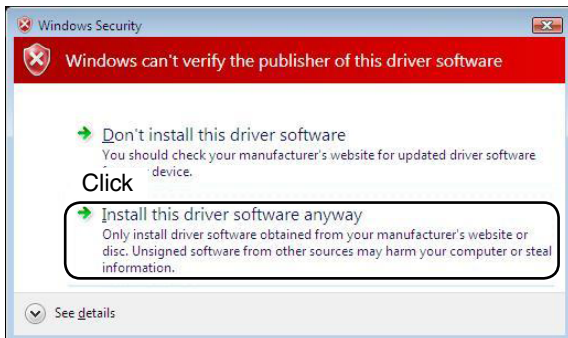 Windows Security
Windows can't verify the publisher of this driver software
Don't install this driver software
You should check your manufacturer's website for updated driver software
device.
Click
Install this driver software anyway
Only install driver software obtained from your manufacturer's website or
disc. Unsigned software from other sources may harm your computer or steal
information.
See details